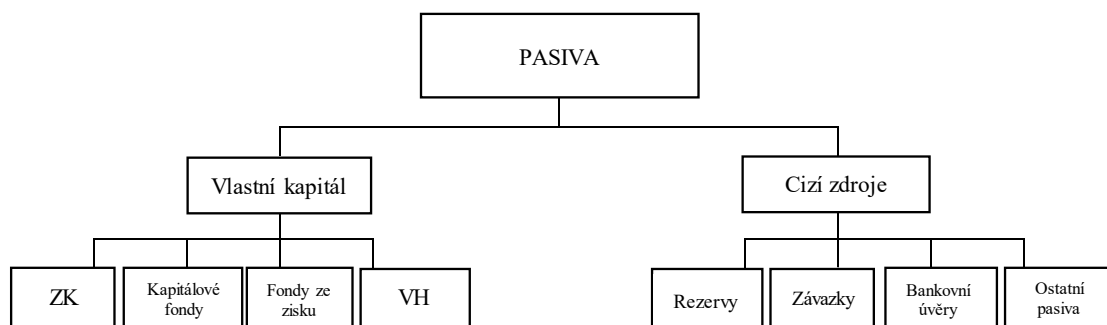 PASIVA
Vlastní kapitál
Cizí zdroje
ZK
Kapitálové
fondy
Fondy ze
zisku
VH
Rezervy
Závazky
Bankovní
úvěry
Ostatní
pasiva